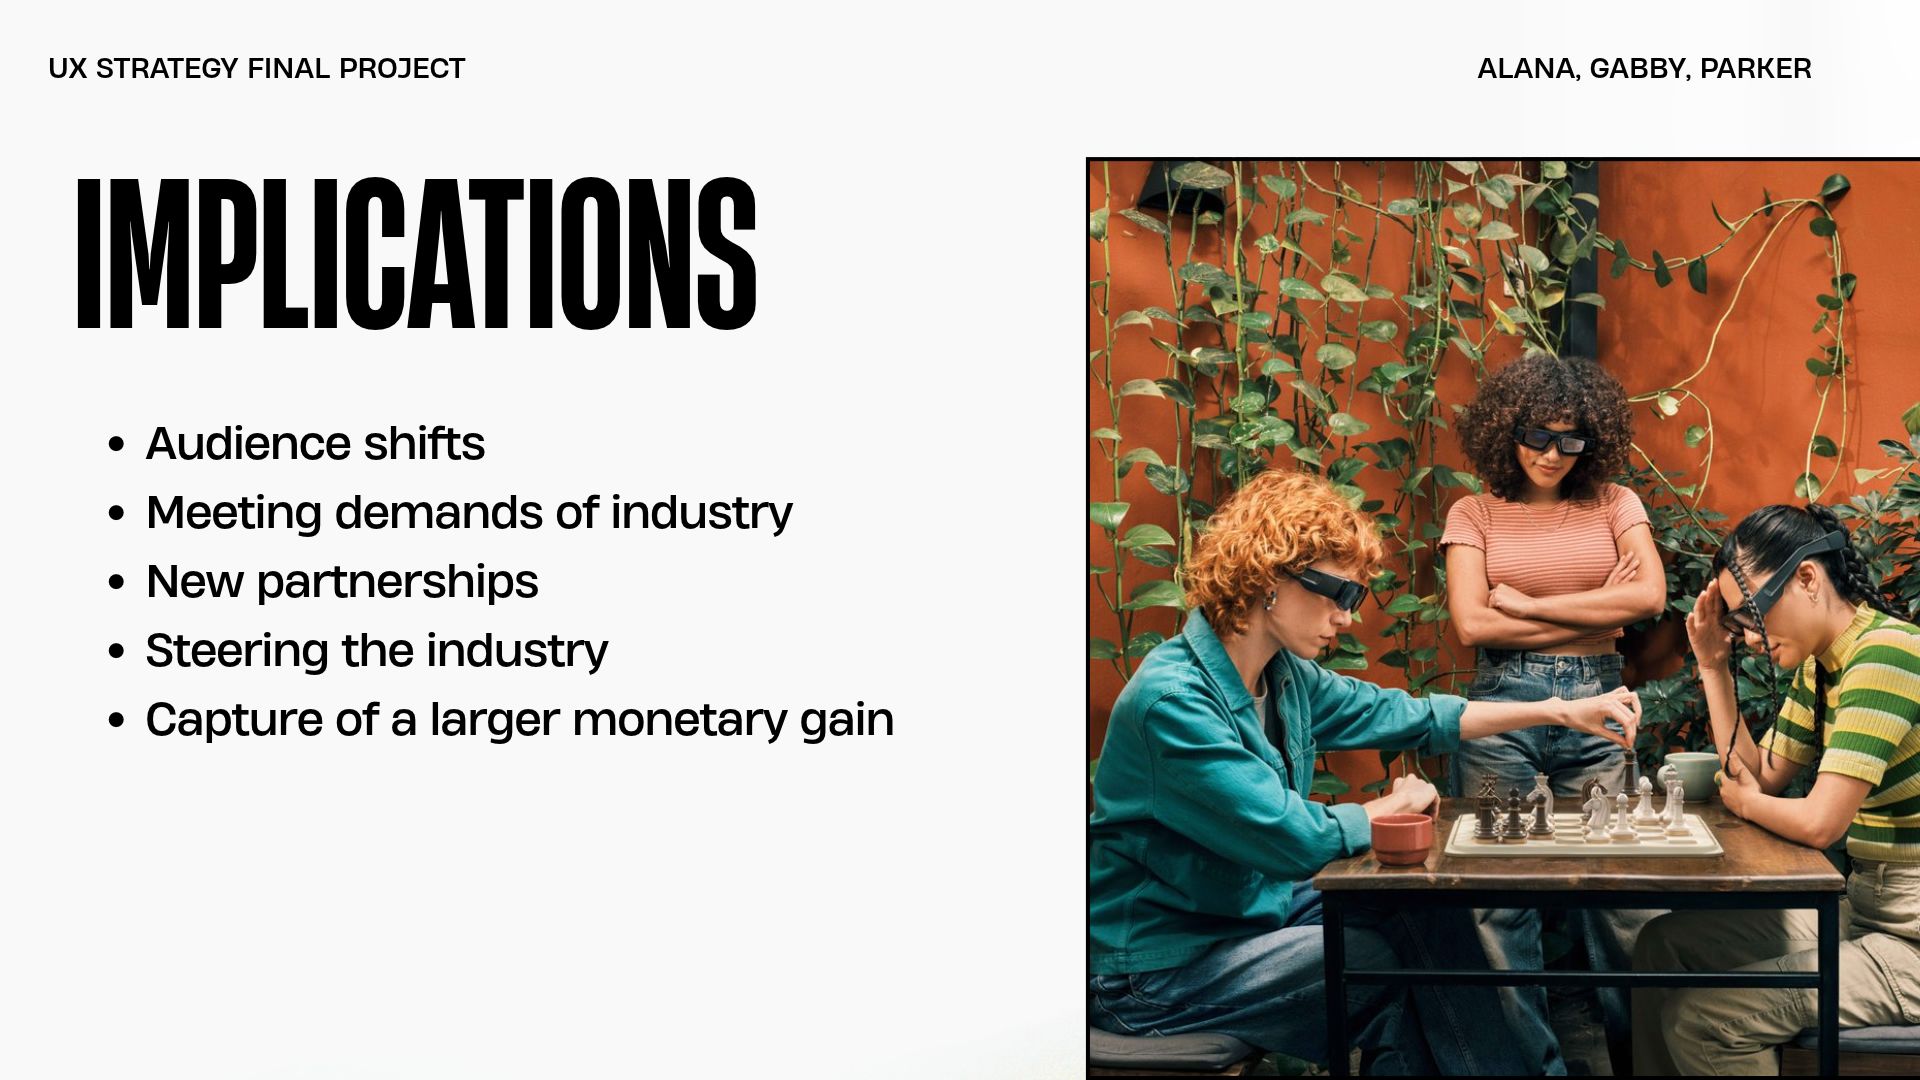 UX STRATEGY FINAL PROJECT
ALANA, GABBY, PARKER
IMPLICATIONS
• Audience shifts
• Meeting demands of industry
• New partnerships
• Steering the industry
• Capture of a larger monetary gain